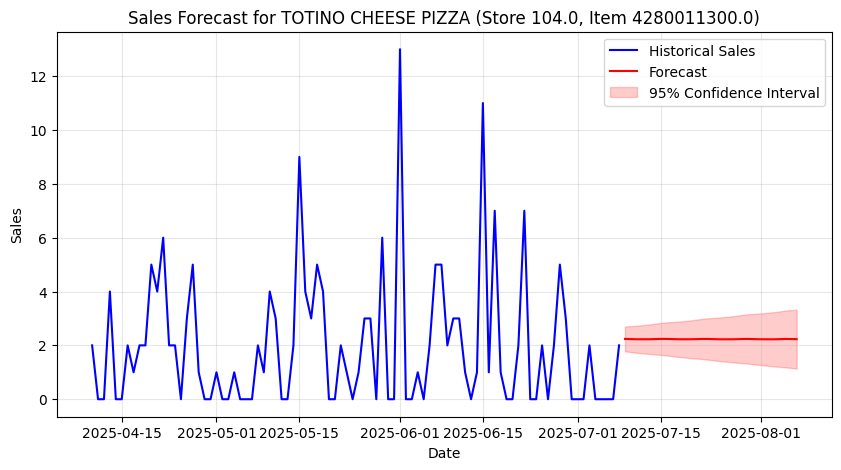 Sales Forecast for TOTINO CHEESE PIZZA (Store 104.0, Item 4280011300.0)
Historical Sales
Forecast
95% Confidence Interval
12
10
8
6
4
2
0
Sales
2025-04-15 2025-05-01 2025-05-15 2025-06-01 2025-06-15 2025-07-01 2025-07-15 2025-08-01
Date